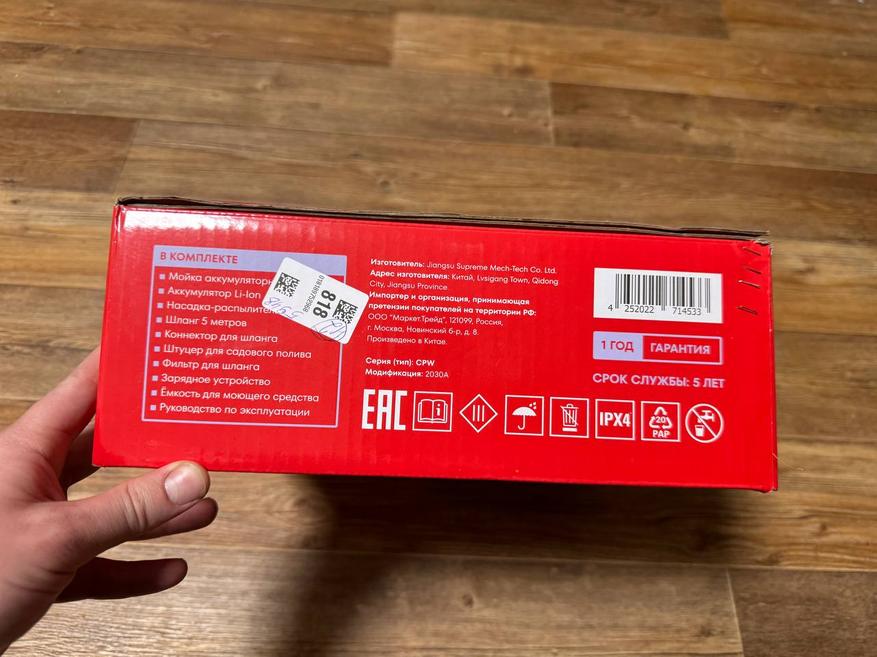 В КОМПЛЕКТЕ
Мойка
Аккумулятор Li-Ion
Шланг 5 метров
Коннектор для шланга
Штуцер для садового полива
Фильтр для шланга
Зарядное устройство
Ёмкость для моющего средства
Руководство по эксплуатации
818
Изготовитель: Jiangsu Supreme Mech-Tech Co. Ltd.
Адрес изготовителя: Китай, Lvsigang Town, Qidong
City, Jiangsu Province.
Импортер и организация, принимающая
претензии покупателей на территории РФ:
ООО "Маркет.Трейд", 121099, Россия,
г. Москва, Новинский б-р, д. 8.
Произведено в Китае.
Серия (тип): CPW
Модификация: 2030A
EAC
4 252022 714533
1 ГОД ГАРАНТИЯ
СРОК СЛУЖБЫ: 5 ЛЕТ
IPX4
20
PAP